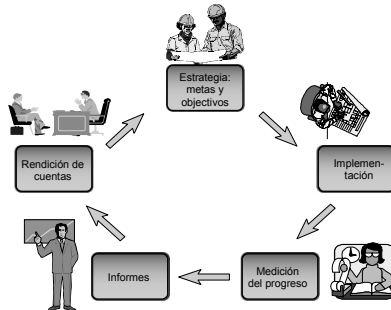 Estrategia:
metas y
objectivos
Implemen-
tación
Medición
del progreso
Informes
Rendición de
cuentas